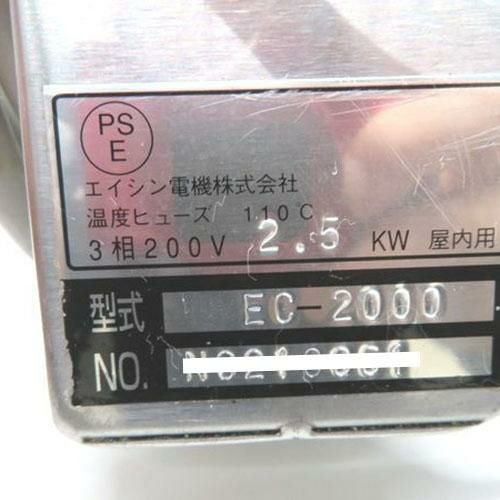 PS
E
エイシン電機株式会社
温度ヒューズ 110℃
3相200V 2.5 KW 屋内用
型式 EC-2000
NO.